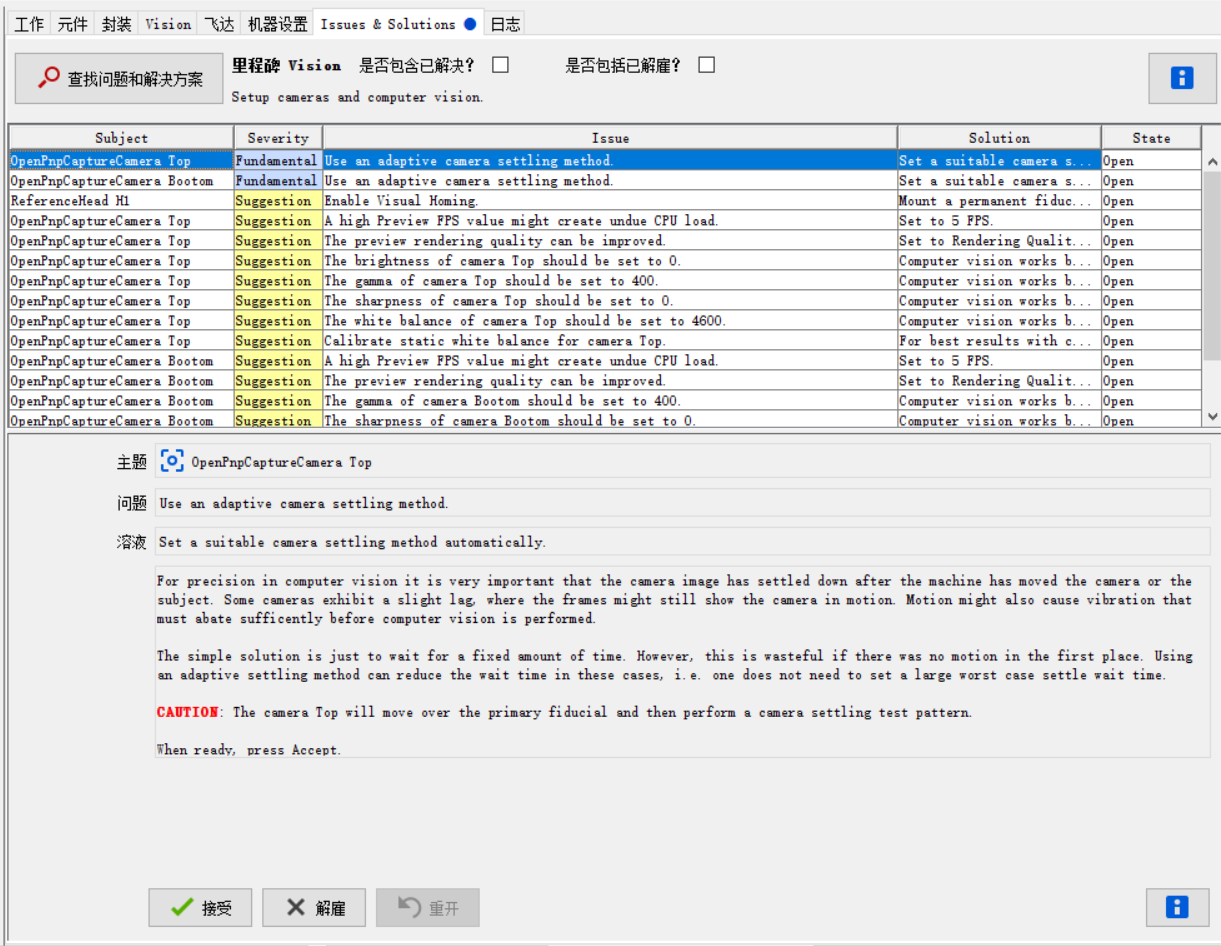 工作 元件 封装 Vision 飞达 机器设置 Issues & Solutions 日志
查找问题和解决方案 里程碑 Vision 是否包含已解决? 是否包括已解雇?
Setup cameras and computer vision.
Subject Severity Issue Solution State
OpenPnpCaptureCamera Top Fundamental Use an adaptive camera settling method. Set a suitable camera s... Open
OpenPnpCaptureCamera Bootom Fundamental Use an adaptive camera settling method. Set a suitable camera s... Open
ReferenceHead H1 Suggestion Enable Visual Homing. Mount a permanent fiduc... Open
OpenPnpCaptureCamera Top Suggestion A high Preview FPS value might create undue CPU load. Set to 5 FPS. Open
OpenPnpCaptureCamera Top Suggestion The preview rendering quality can be improved. Set to Rendering Qualit... Open
OpenPnpCaptureCamera Top Suggestion The brightness of camera Top should be set to 0. Computer vision works b... Open
OpenPnpCaptureCamera Top Suggestion The gamma of camera Top should be set to 400. Computer vision works b... Open
OpenPnpCaptureCamera Top Suggestion The sharpness of camera Top should be set to 0. Computer vision works b... Open
OpenPnpCaptureCamera Top Suggestion The white balance of camera Top should be set to 4600. Computer vision works b... Open
OpenPnpCaptureCamera Top Suggestion Calibrate static white balance for camera Top. For best results with c... Open
OpenPnpCaptureCamera Bootom Suggestion A high Preview FPS value might create undue CPU load. Set to 5 FPS. Open
OpenPnpCaptureCamera Bootom Suggestion The preview rendering quality can be improved. Set to Rendering Qualit... Open
OpenPnpCaptureCamera Bootom Suggestion The gamma of camera Bootom should be set to 400. Computer vision works b... Open
OpenPnpCaptureCamera Bootom Suggestion The sharpness of camera Bootom should be set to 0. Computer vision works b... Open
主题 OpenPnpCaptureCamera Top
问题 Use an adaptive camera settling method.
溶液 Set a suitable camera settling method automatically.
For precision in computer vision it is very important that the camera image has settled down after the machine has moved the camera or the
subject. Some cameras exhibit a slight lag, where the frames might still show the camera in motion. Motion might also cause vibration that
must abate sufficently before computer vision is performed.
The simple solution is just to wait for a fixed amount of time. However, this is wasteful if there was no motion in the first place. Using
an adaptive settling method can reduce the wait time in these cases, i.e. one does not need to set a large worst case settle wait time.
CAUTION: The camera Top will move over the primary fiducial and then perform a camera settling test pattern.
When ready, press Accept.
接受 解雇 重开